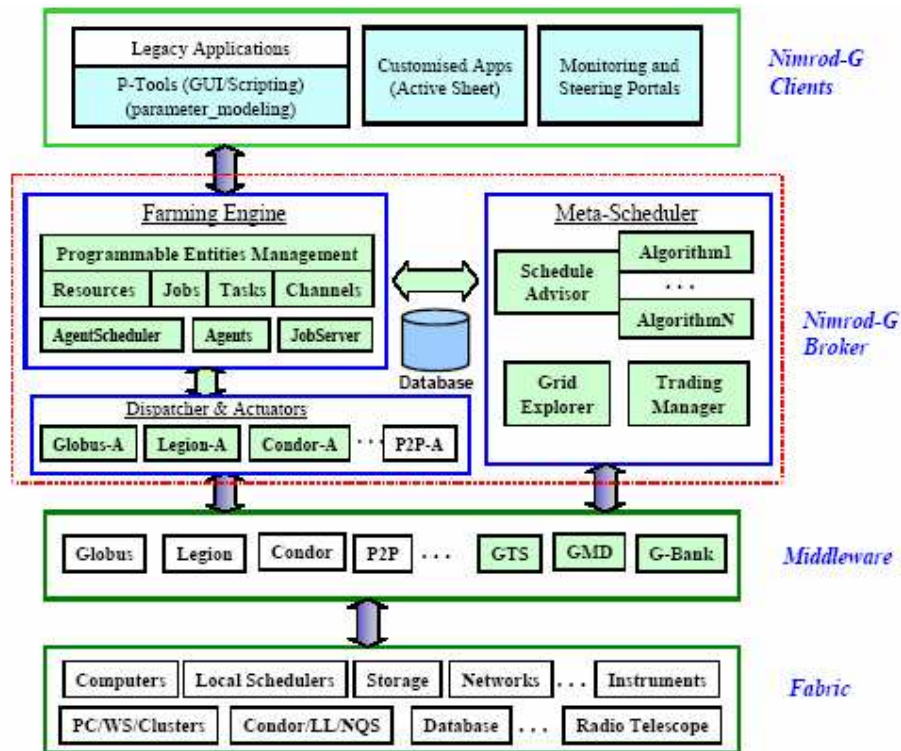 Legacy Applications
P-Tools (GUI/Scripting)
(parameter_modeling)
Customised Apps
(Active Sheet)
Monitoring and
Steering Portals
Nimrod-G
Clients
Farming Engine
Programmable Entities Management
Resources
Jobs
Tasks
Channels
AgentScheduler
Agents
JobServer
Database
Meta-Scheduler
Schedule
Advisor
Algorithm1
. . .
AlgorithmN
Grid
Explorer
Trading
Manager
Nimrod-G
Broker
Dispatcher & Actuators
Globus-A
Legion-A
Condor-A
. . .
P2P-A
Globus
Legion
Condor
P2P
. . .
GTS
GMD
G-Bank
Middleware
Computers
Local Schedulers
Storage
Networks
. . .
Instruments
PC/WS/Clusters
Condor/LL/NQS
Database
. . .
Radio Telescope
Fabric